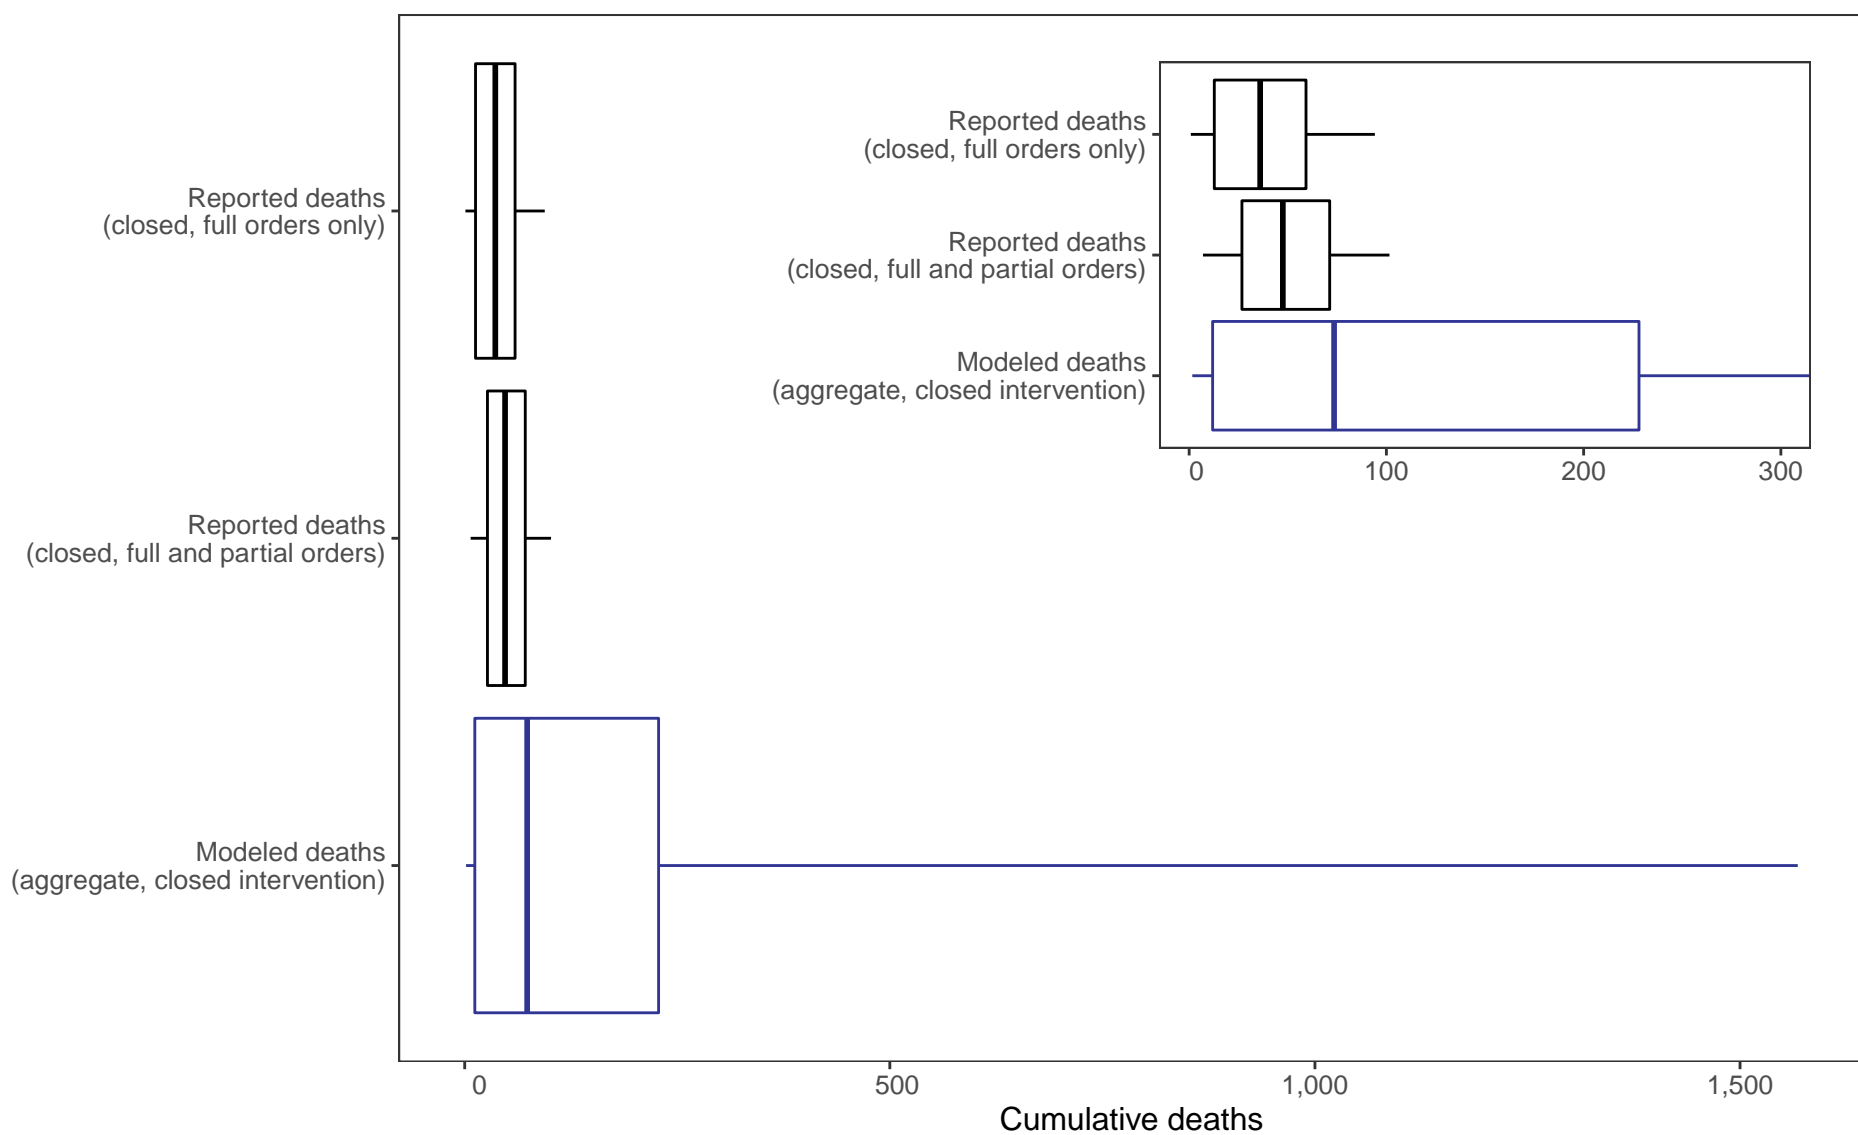 Reported deaths
(closed, full orders only)
Reported deaths
(closed, full and partial orders)
Modeled deaths
(aggregate, closed intervention)
Reported deaths
(closed, full orders only)
Reported deaths
(closed, full and partial orders)
Modeled deaths
(aggregate, closed intervention)
0 100 200 300
0 500 1,000 1,500
Cumulative deaths